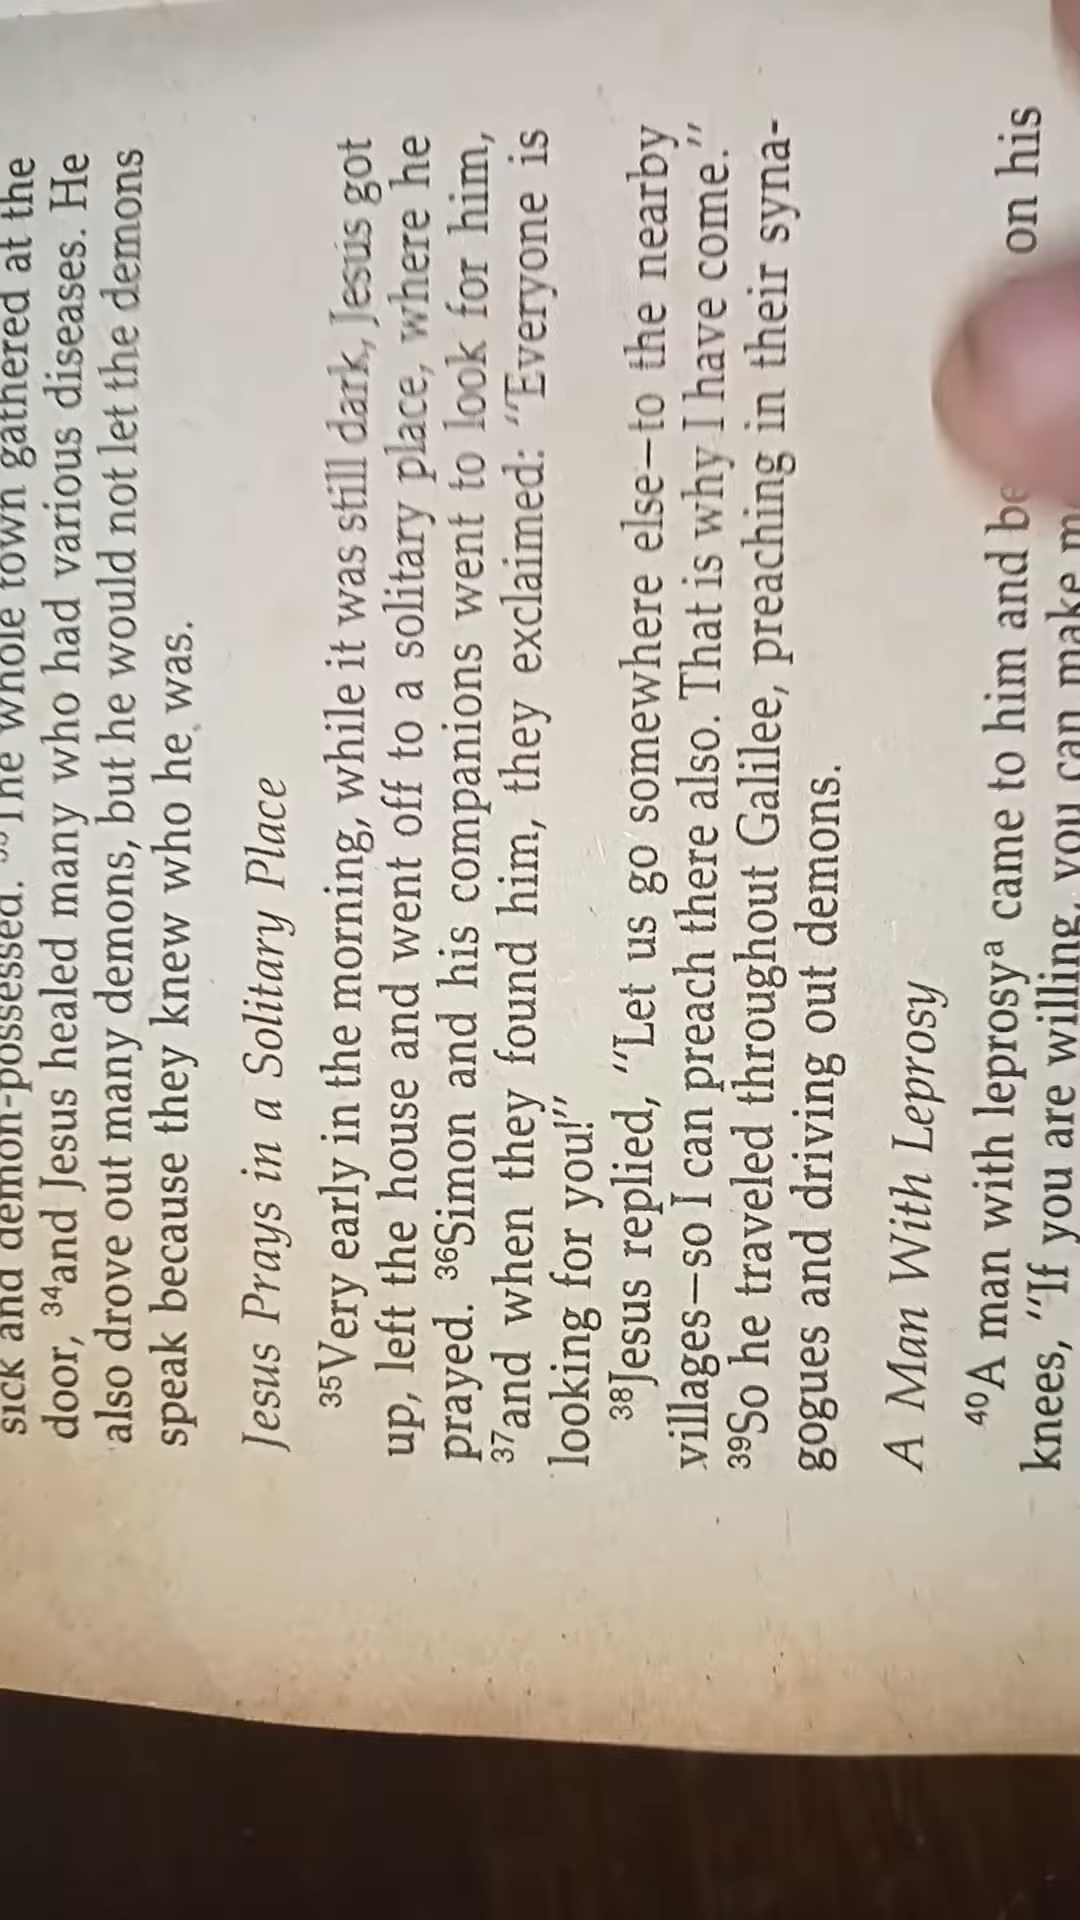 sick and demon-possessed. ³³The whole town gathered at the
door, ³⁴and Jesus healed many who had various diseases. He
also drove out many demons, but he would not let the demons
speak because they knew who he was.
Jesus Prays in a Solitary Place
³⁵Very early in the morning, while it was still dark, Jesus got
up, left the house and went off to a solitary place, where he
prayed. ³⁶Simon and his companions went to look for him,
³⁷and when they found him, they exclaimed: "Everyone is
looking for you!"
³⁸Jesus replied, "Let us go somewhere else—to the nearby
villages—so I can preach there also. That is why I have come."
³⁹So he traveled throughout Galilee, preaching in their syna-
gogues and driving out demons.
A Man With Leprosy
⁴⁰A man with leprosyᵃ came to him and on his
knees, "If you are willing, you can make